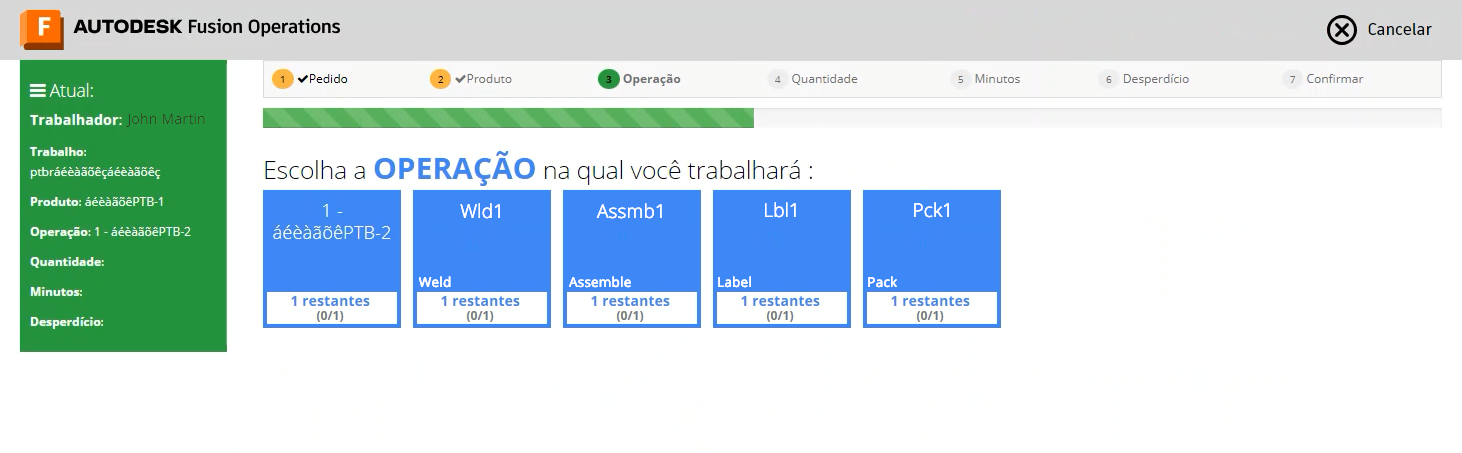 F AUTODESK Fusion Operations
Cancelar
Atual:
Trabalhador: John Martin
Trabalho:
ptbráéèàãõêçáéèàãõêç
Produto: áéèàãõêPTB-1
Operação: 1 - áéèàãõêPTB-2
Quantidade:
Minutos:
Desperdício:
1 Pedido
2 Produto
3 Operação
4 Quantidade
5 Minutos
6 Desperdício
7 Confirmar
Escolha a OPERAÇÃO na qual você trabalhará :
1 -
áéèàãõêPTB-2
1 restantes
(0/1)
Wld1
Weld
1 restantes
(0/1)
Assmb1
Assemble
1 restantes
(0/1)
Lbl1
Label
1 restantes
(0/1)
Pck1
Pack
1 restantes
(0/1)